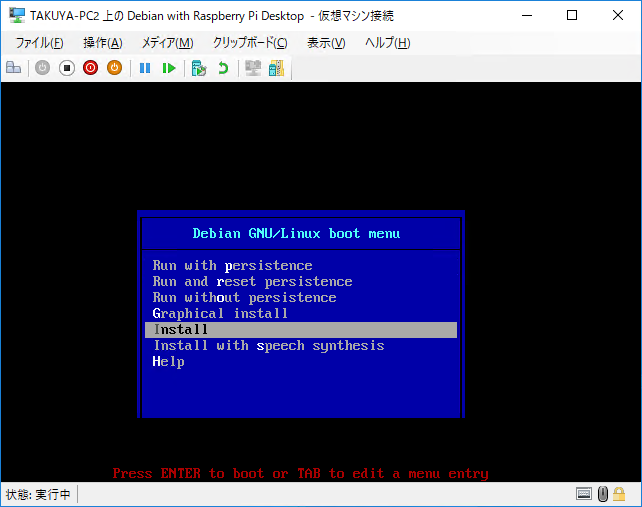 TAKUYA-PC2 上の Debian with Raspberry Pi Desktop - 仮想マシン接続
ファイル(F) 操作(A) メディア(M) クリップボード(C) 表示(V) ヘルプ(H)
Debian GNU/Linux boot menu
Run with persistence
Run and reset persistence
Run without persistence
Graphical install
Install
Install with speech synthesis
Help
Press ENTER to boot or TAB to edit a menu entry
状態: 実行中